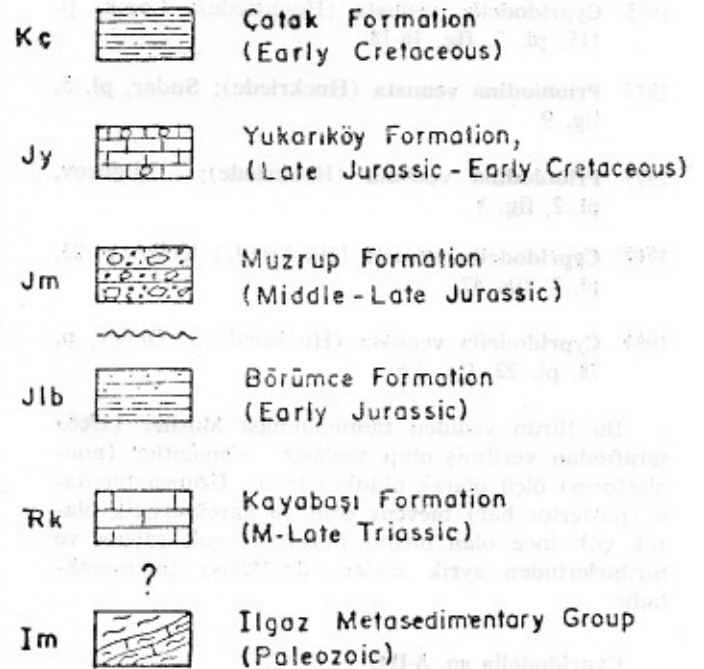 Kç Çatak Formation
(Early Cretaceous)
Jy Yukarıköy Formation,
(Late Jurassic-Early Cretaceous)
Jm Muzrup Formation
(Middle-Late Jurassic)
Jlb Börümce Formation
(Early Jurassic)
Rk Kayabaşı Formation
(M-Late Triassic)
?
Im Ilgaz Metasedimentary Group
(Paleozoic)